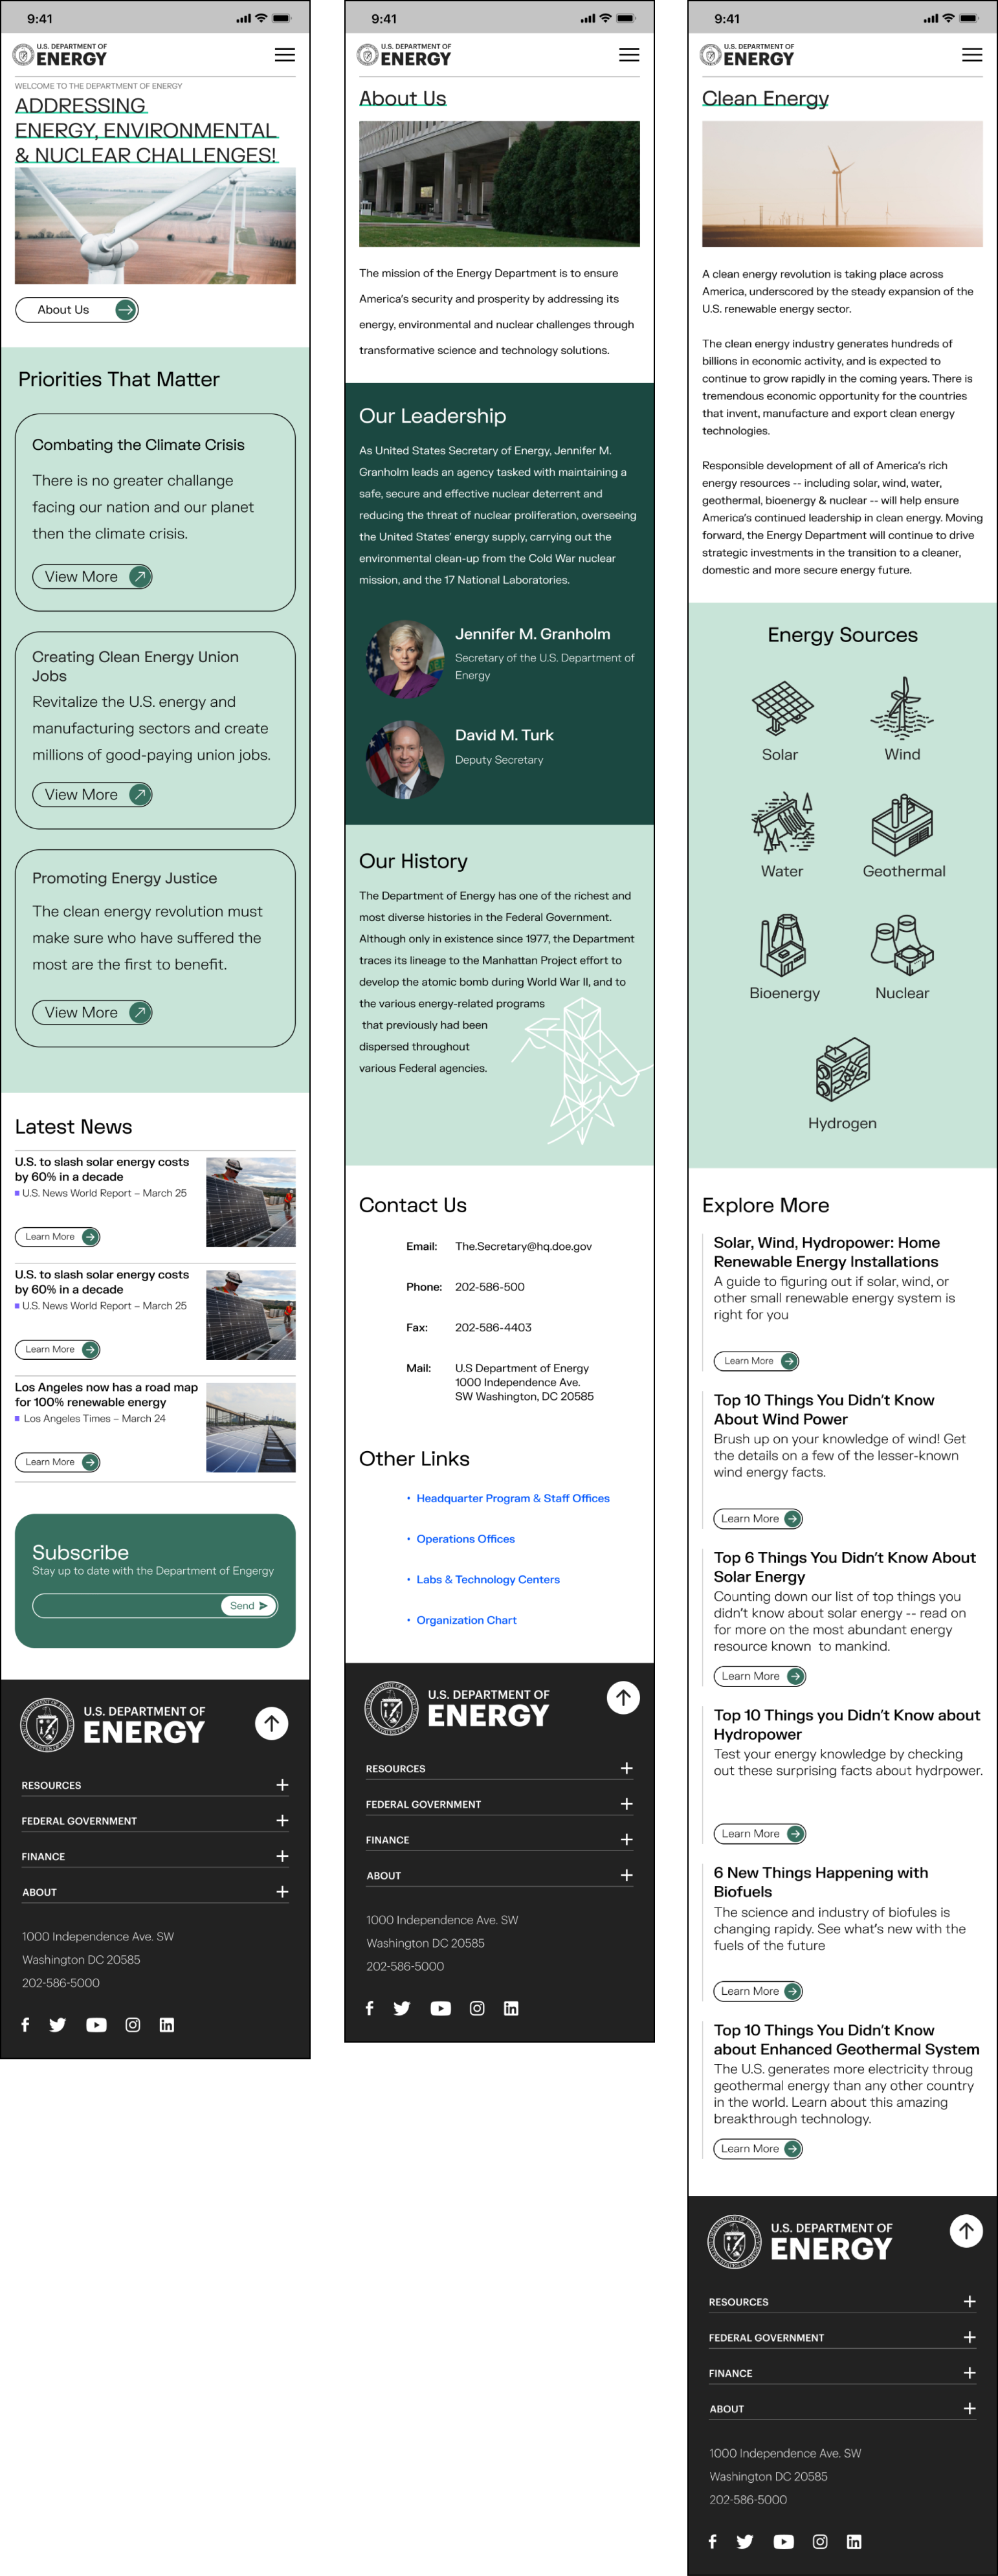 9:41
U.S. DEPARTMENT OF
ENERGY
WELCOME TO THE DEPARTMENT OF ENERGY
ADDRESSING
ENERGY, ENVIRONMENTAL
& NUCLEAR CHALLENGES!
About Us
Priorities That Matter
Combating the Climate Crisis
There is no greater challange
facing our nation and our planet
then the climate crisis.
View More
Creating Clean Energy Union
Jobs
Revitalize the U.S. energy and
manufacturing sectors and create
millions of good-paying union jobs.
View More
Promoting Energy Justice
The clean energy revolution must
make sure who have suffered the
most are the first to benefit.
View More
Latest News
U.S. to slash solar energy costs
by 60% in a decade
U.S. News World Report – March 25
Learn More
U.S. to slash solar energy costs
by 60% in a decade
U.S. News World Report – March 25
Learn More
Los Angeles now has a road map
for 100% renewable energy
Los Angeles Times – March 24
Learn More
Subscribe
Stay up to date with the Department of Engergy
Send
U.S. DEPARTMENT OF
ENERGY
RESOURCES
FEDERAL GOVERNMENT
FINANCE
ABOUT
1000 Independence Ave. SW
Washington DC 20585
202-586-5000
9:41
U.S. DEPARTMENT OF
ENERGY
About Us
The mission of the Energy Department is to ensure
America's security and prosperity by addressing its
energy, environmental and nuclear challenges through
transformative science and technology solutions.
Our Leadership
As United States Secretary of Energy, Jennifer M.
Granholm leads an agency tasked with maintaining a
safe, secure and effective nuclear deterrent and
reducing the threat of nuclear proliferation, overseeing
the United States' energy supply, carrying out the
environmental clean-up from the Cold War nuclear
mission, and the 17 National Laboratories.
Jennifer M. Granholm
Secretary of the U.S. Department of
Energy
David M. Turk
Deputy Secretary
Our History
The Department of Energy has one of the richest and
most diverse histories in the Federal Government.
Although only in existence since 1977, the Department
traces its lineage to the Manhattan Project effort to
develop the atomic bomb during World War II, and to
the various energy-related programs
that previously had been
dispersed throughout
various Federal agencies.
Contact Us
Email: The.Secretary@hq.doe.gov
Phone: 202-586-500
Fax: 202-586-4403
Mail: U.S Department of Energy
1000 Independence Ave.
SW Washington, DC 20585
Other Links
• Headquarter Program & Staff Offices
• Operations Offices
• Labs & Technology Centers
• Organization Chart
U.S. DEPARTMENT OF
ENERGY
RESOURCES
FEDERAL GOVERNMENT
FINANCE
ABOUT
1000 Independence Ave. SW
Washington DC 20585
202-586-5000
9:41
U.S. DEPARTMENT OF
ENERGY
Clean Energy
A clean energy revolution is taking place across
America, underscored by the steady expansion of the
U.S. renewable energy sector.
The clean energy industry generates hundreds of
billions in economic activity, and is expected to
continue to grow rapidly in the coming years. There is
tremendous economic opportunity for the countries
that invent, manufacture and export clean energy
technologies.
Responsible development of all of America's rich
energy resources -- including solar, wind, water,
geothermal, bioenergy & nuclear -- will help ensure
America's continued leadership in clean energy. Moving
forward, the Energy Department will continue to drive
strategic investments in the transition to a cleaner,
domestic and more secure energy future.
Energy Sources
Solar
Wind
Water
Geothermal
Bioenergy
Nuclear
Hydrogen
Explore More
Solar, Wind, Hydropower: Home
Renewable Energy Installations
A guide to figuring out if solar, wind, or
other small renewable energy system is
right for you
Learn More
Top 10 Things You Didn't Know
About Wind Power
Brush up on your knowledge of wind! Get
the details on a few of the lesser-known
wind energy facts.
Learn More
Top 6 Things You Didn't Know About
Solar Energy
Counting down our list of top things you
didn't know about solar energy -- read on
for more on the most abundant energy
resource known to mankind.
Learn More
Top 10 Things you Didn't Know about
Hydropower
Test your energy knowledge by checking
out these surprising facts about hydrpower.
Learn More
6 New Things Happening with
Biofuels
The science and industry of biofules is
changing rapidy. See what's new with the
fuels of the future
Learn More
Top 10 Things You Didn't Know
about Enhanced Geothermal System
The U.S. generates more electricity throug
geothermal energy than any other country
in the world. Learn about this amazing
breakthrough technology.
Learn More
U.S. DEPARTMENT OF
ENERGY
RESOURCES
FEDERAL GOVERNMENT
FINANCE
ABOUT
1000 Independence Ave. SW
Washington DC 20585
202-586-5000